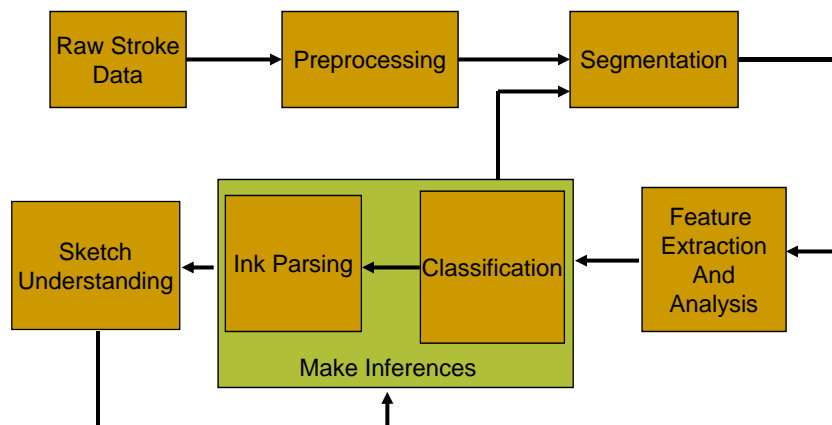 Raw Stroke
Data
Preprocessing
Segmentation
Sketch
Understanding
Ink Parsing
Classification
Feature
Extraction
And
Analysis
Make Inferences